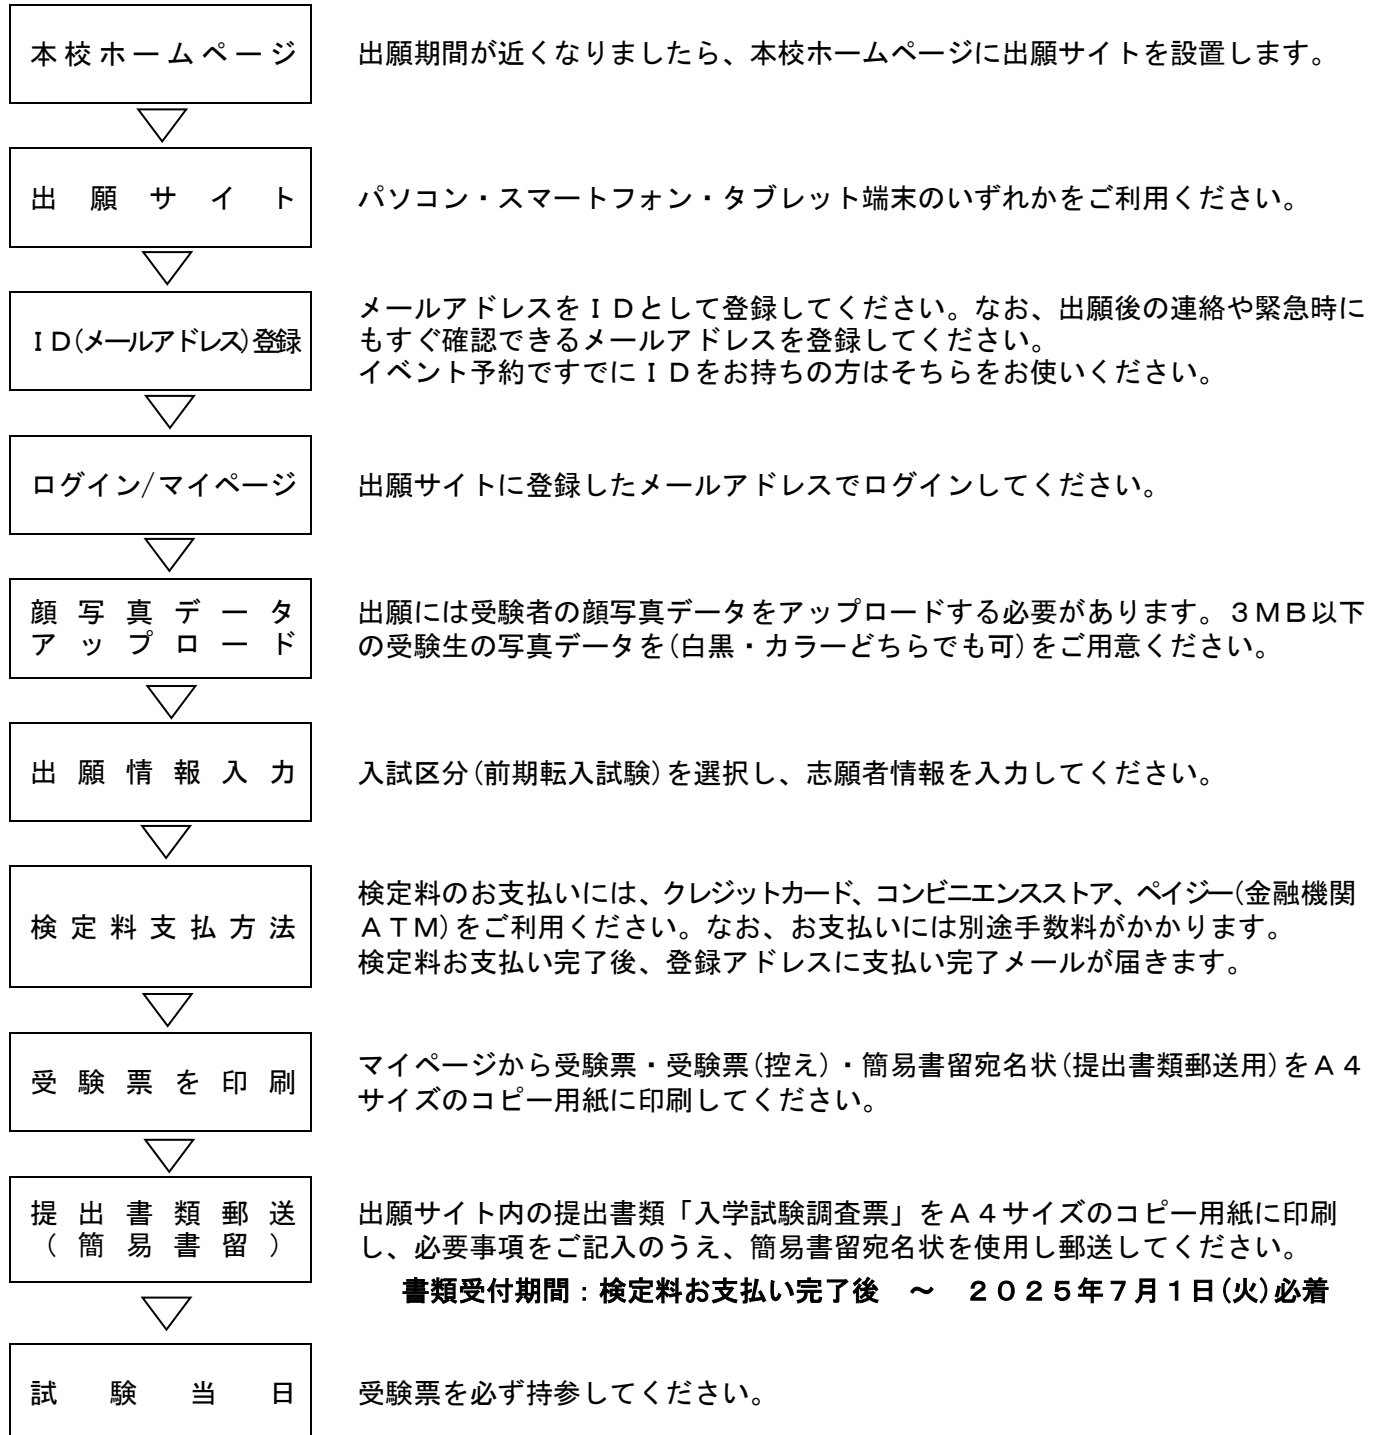 本校ホームページ
出願期間が近くなりましたら、本校ホームページに出願サイトを設置します。
出願サイト
パソコン・スマートフォン・タブレット端末のいずれかをご利用ください。
ＩＤ(メールアドレス)登録
メールアドレスをＩＤとして登録してください。なお、出願後の連絡や緊急時に
もすぐ確認できるメールアドレスを登録してください。
イベント予約ですでにＩＤをお持ちの方はそちらをお使いください。
ログイン/マイページ
出願サイトに登録したメールアドレスでログインしてください。
顔写真データ
アップロード
出願には受験者の顔写真データをアップロードする必要があります。３ＭＢ以下
の受験生の写真データを(白黒・カラーどちらでも可)をご用意ください。
出願情報入力
入試区分(前期転入試験)を選択し、志願者情報を入力してください。
検定料支払方法
検定料のお支払いには、クレジットカード、コンビニエンスストア、ペイジー(金融機関
ＡＴＭ)をご利用ください。なお、お支払いには別途手数料がかかります。
検定料お支払い完了後、登録アドレスに支払い完了メールが届きます。
受験票を印刷
マイページから受験票・受験票(控え)・簡易書留宛名状(提出書類郵送用)をＡ４
サイズのコピー用紙に印刷してください。
提出書類郵送
(簡易書留)
出願サイト内の提出書類「入学試験調査票」をＡ４サイズのコピー用紙に印刷
し、必要事項をご記入のうえ、簡易書留宛名状を使用し郵送してください。
書類受付期間：検定料お支払い完了後　～　２０２５年７月１日(火)必着
試験当日
受験票を必ず持参してください。